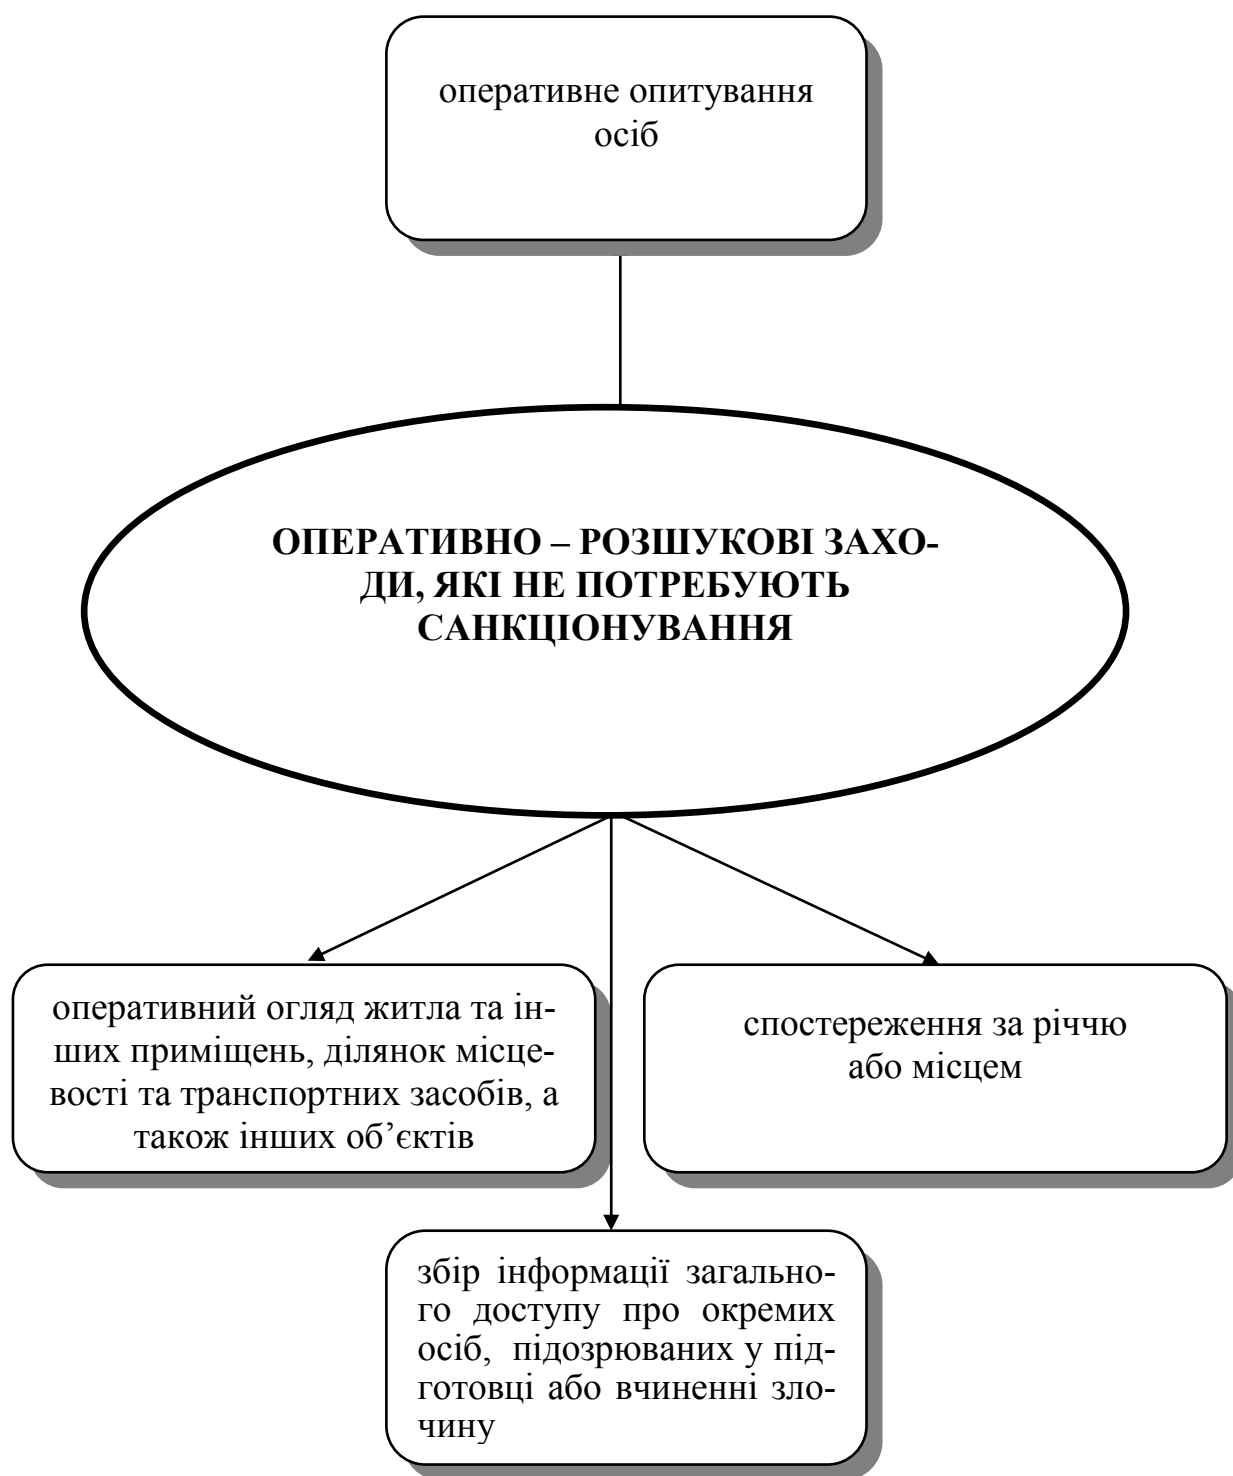 оперативне опитування
осіб
ОПЕРАТИВНО – РОЗШУКОВІ ЗАХО-
ДИ, ЯКІ НЕ ПОТРЕБУЮТЬ
САНКЦІОНУВАННЯ
оперативний огляд житла та ін-
ших приміщень, ділянок місце-
вості та транспортних засобів, а
також інших об’єктів
спостереження за річчю
або місцем
збір інформації загально-
го доступу про окремих
осіб, підозрюваних у під-
готовці або вчиненні зло-
чину